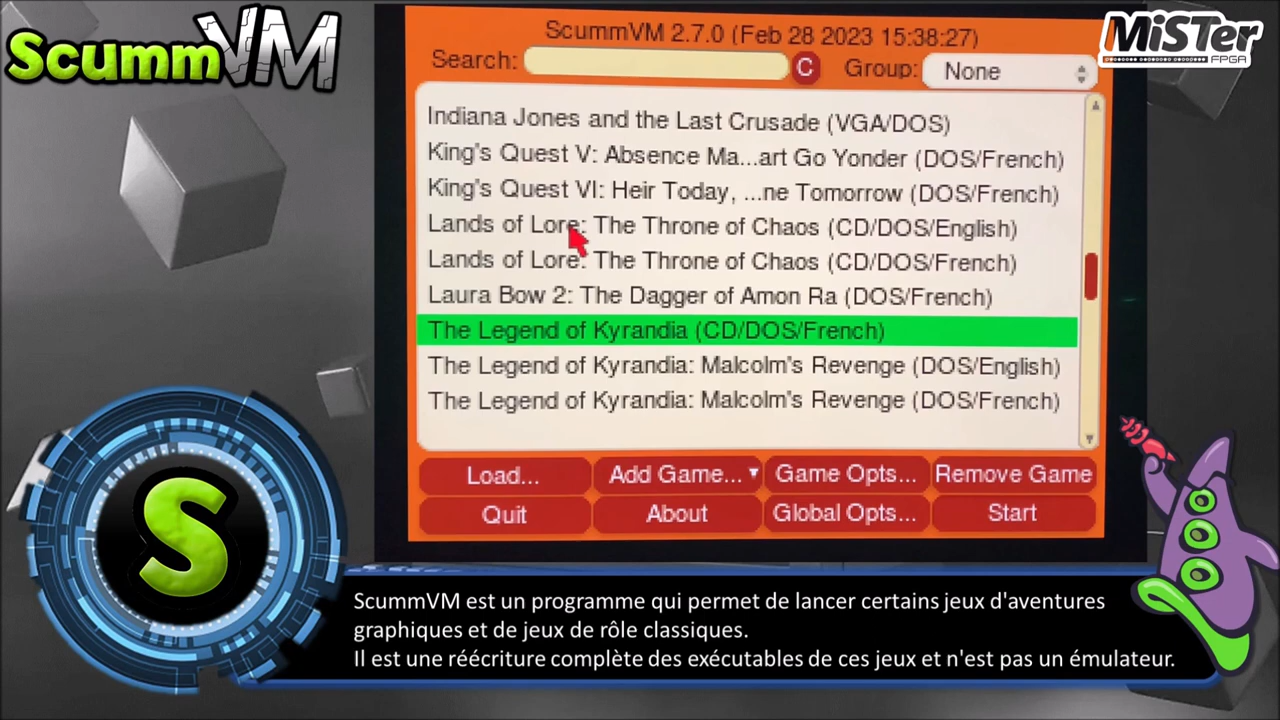 ScummVM
MiSTer
FPGA
ScummVM 2.7.0 (Feb 28 2023 15:38:27)
Search:
C
Group:
None
Indiana Jones and the Last Crusade (VGA/DOS)
King's Quest V: Absence Ma...art Go Yonder (DOS/French)
King's Quest VI: Heir Today, ...ne Tomorrow (DOS/French)
Lands of Lore: The Throne of Chaos (CD/DOS/English)
Lands of Lore: The Throne of Chaos (CD/DOS/French)
Laura Bow 2: The Dagger of Amon Ra (DOS/French)
The Legend of Kyrandia (CD/DOS/French)
The Legend of Kyrandia: Malcolm's Revenge (DOS/English)
The Legend of Kyrandia: Malcolm's Revenge (DOS/French)
Load...
Add Game...
Game Opts...
Remove Game
Quit
About
Global Opts...
Start
S
ScummVM est un programme qui permet de lancer certains jeux d'aventures
graphiques et de jeux de rôle classiques.
Il est une réécriture complète des exécutables de ces jeux et n'est pas un émulateur.